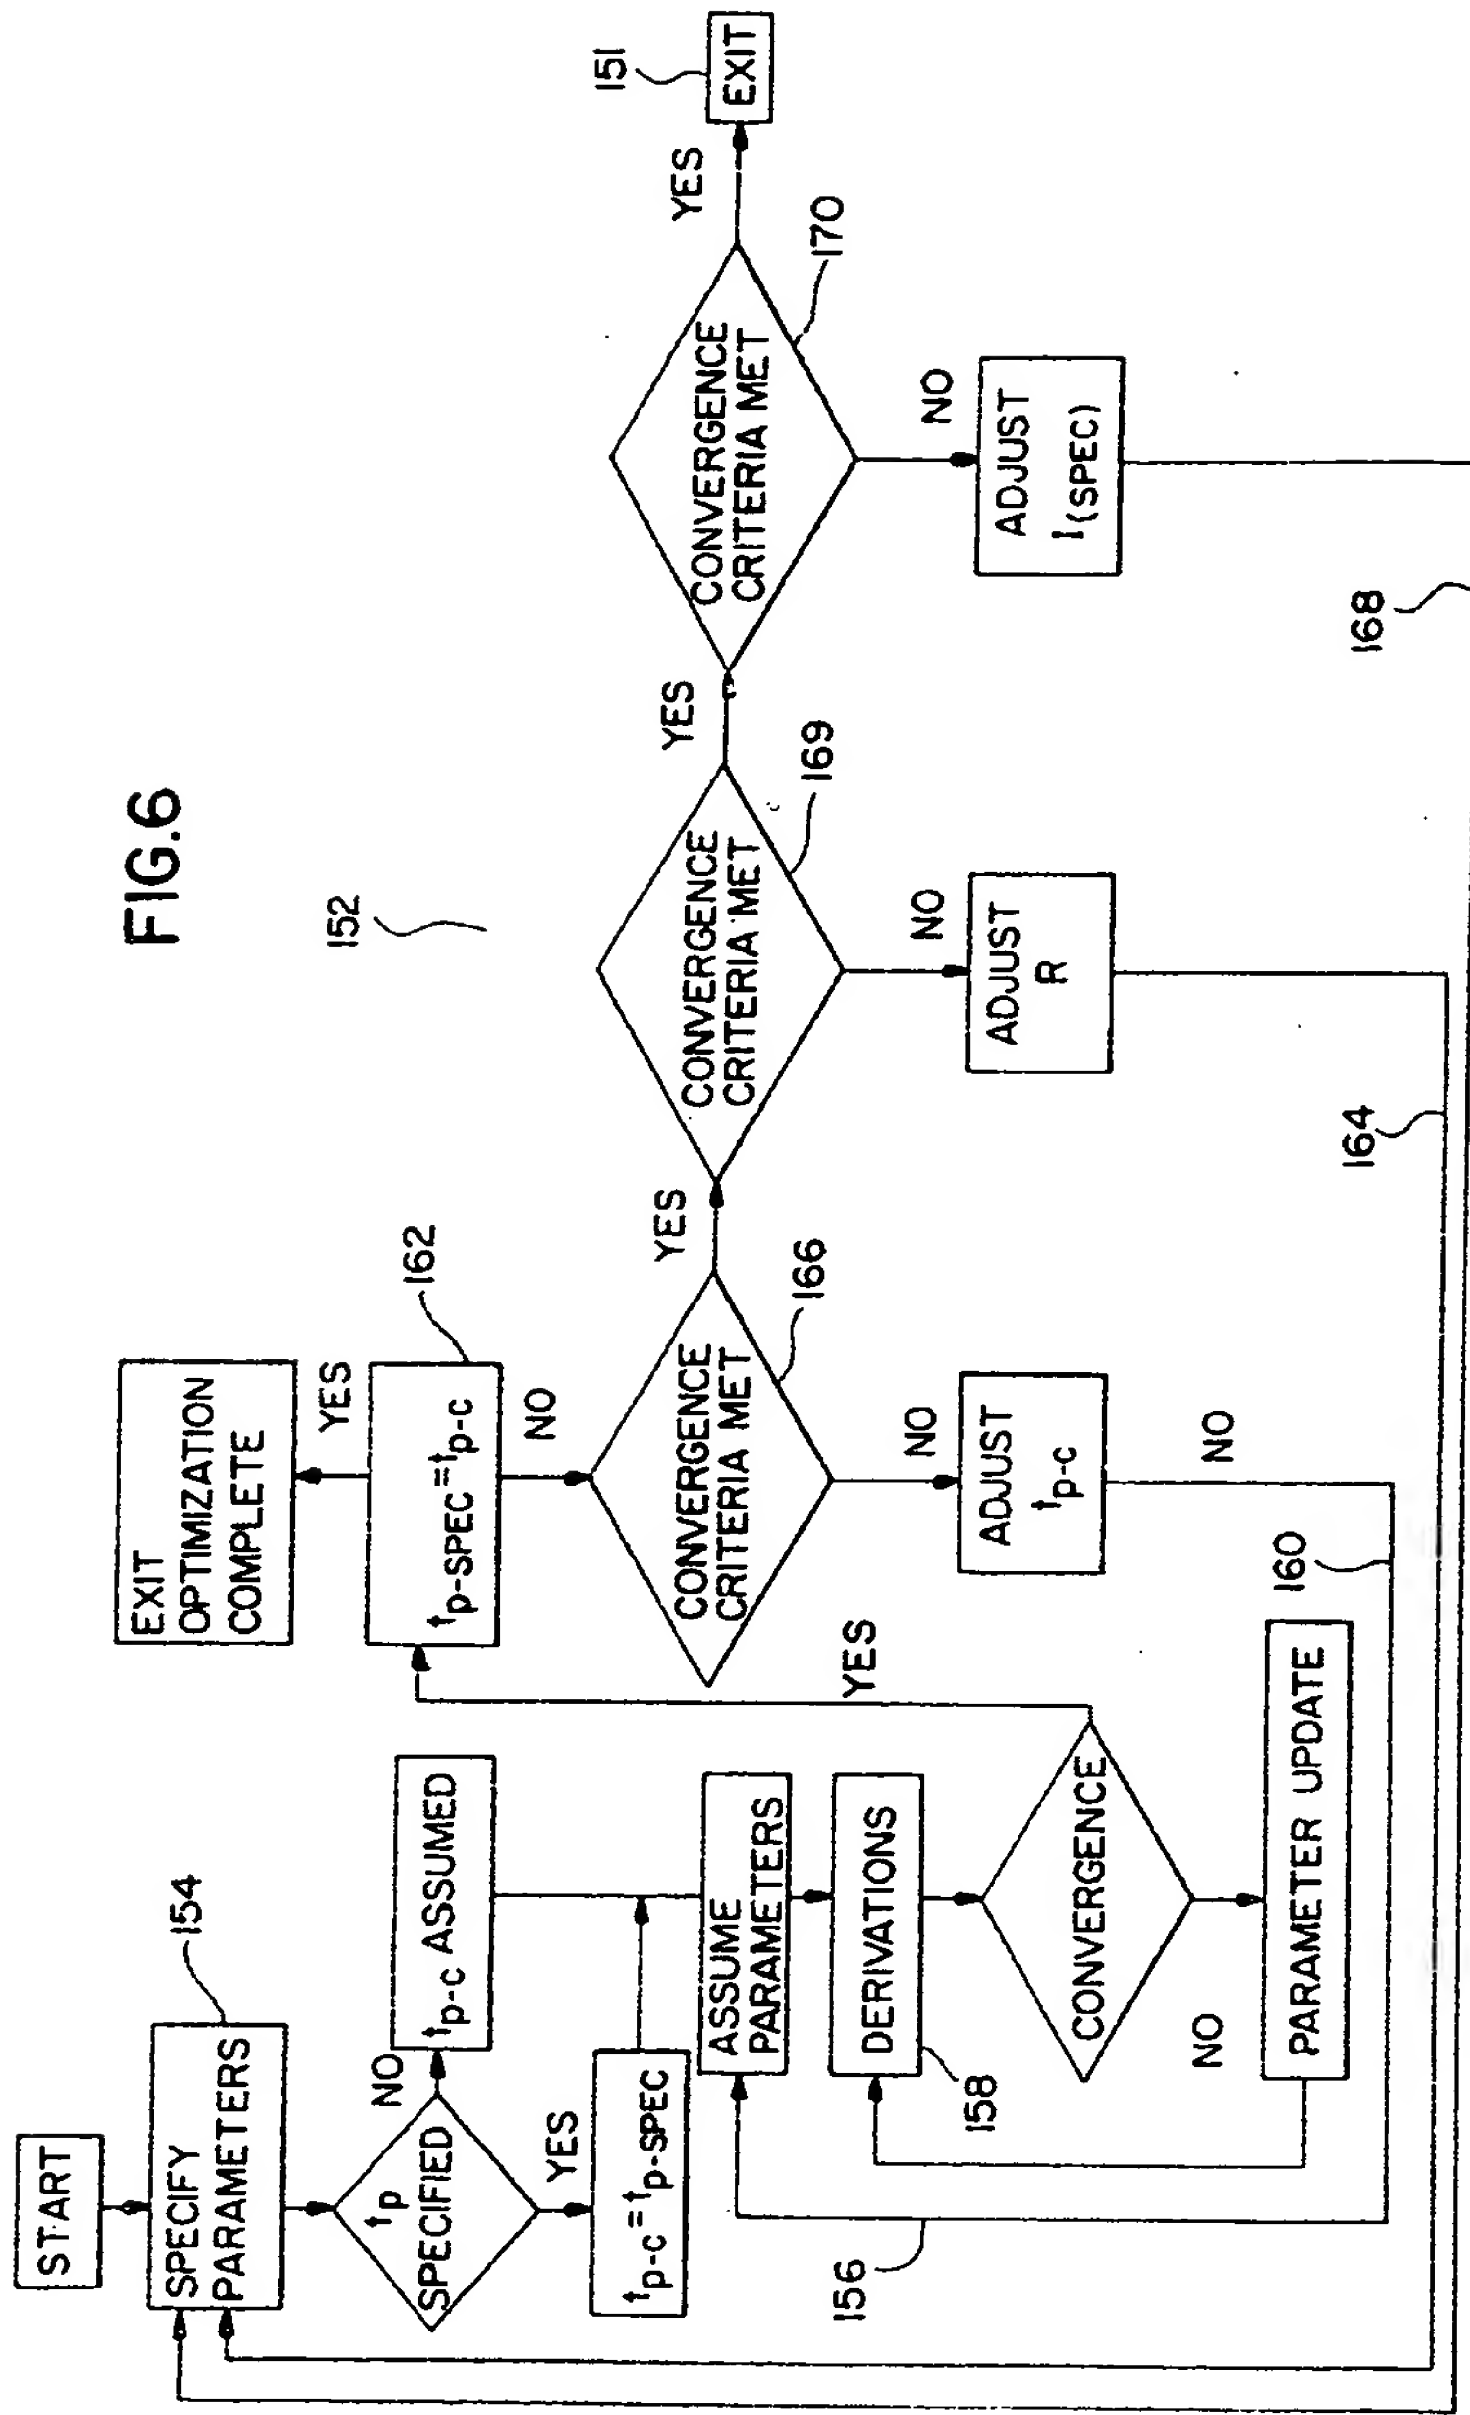 FIG.6
152
START
SPECIFY
PARAMETERS
154
tp
SPECIFIED
NO
tp-c ASSUMED
YES
tp-c = tp-SPEC
ASSUME
PARAMETERS
156
DERIVATIONS
158
CONVERGENCE
YES
NO
PARAMETER UPDATE
160
EXIT
OPTIMIZATION
COMPLETE
YES
tp-SPEC = tp-c
162
NO
CONVERGENCE
CRITERIA MET
166
NO
ADJUST
tp-c
NO
YES
CONVERGENCE
CRITERIA MET
169
NO
ADJUST
R
164
YES
CONVERGENCE
CRITERIA MET
170
NO
ADJUST
I(SPEC)
168
YES
EXIT
151